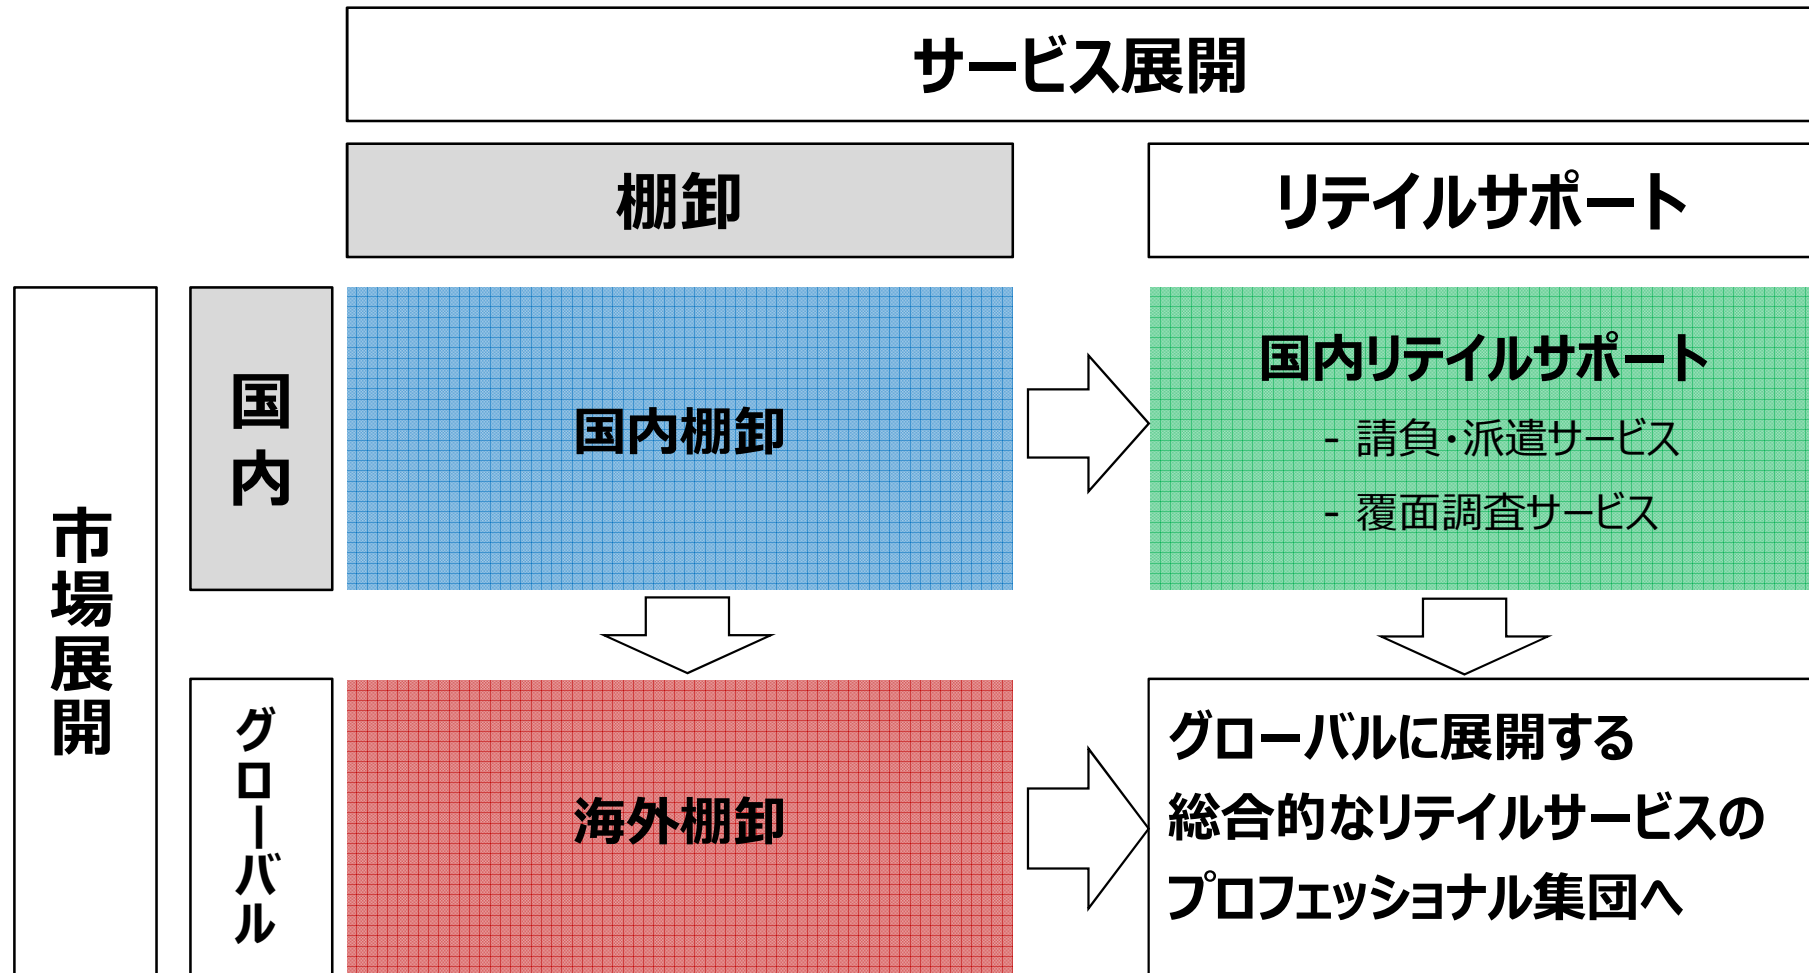 サービス展開
棚卸
リテイルサポート
市場展開
国内
国内棚卸
国内リテイルサポート
- 請負・派遣サービス
- 覆面調査サービス
グローバル
海外棚卸
グローバルに展開する
総合的なリテイルサービスの
プロフェッショナル集団へ